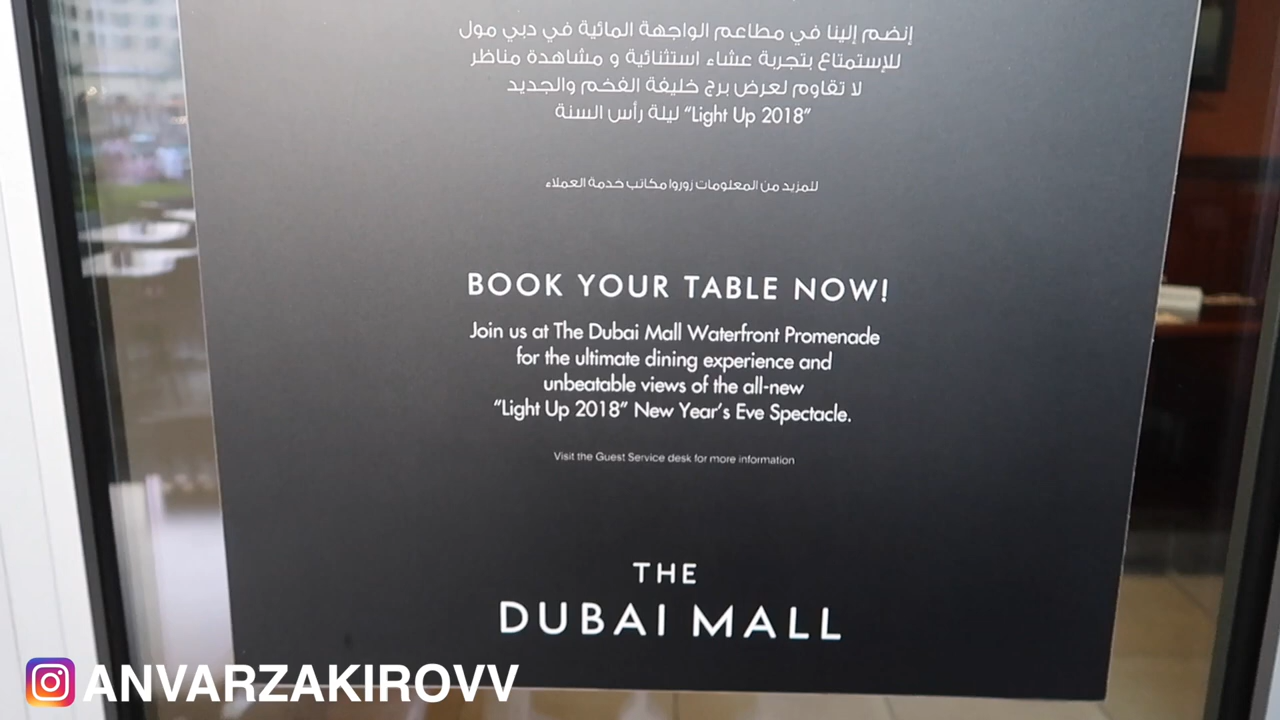 إنضم إلينا في مطاعم الواجهة المائية في دبي مول
للإستمتاع بتجربة عشاء استثنائية و مشاهدة مناظر
لا تقاوم لعرض برج خليفة الفخم والجديد
"Light Up 2018" ليلة رأس السنة
للمزيد من المعلومات زوروا مكاتب خدمة العملاء
BOOK YOUR TABLE NOW!
Join us at The Dubai Mall Waterfront Promenade
for the ultimate dining experience and
unbeatable views of the all-new
"Light Up 2018" New Year's Eve Spectacle.
Visit the Guest Service desk for more information
THE
DUBAI MALL
ANVARZAKIROVV